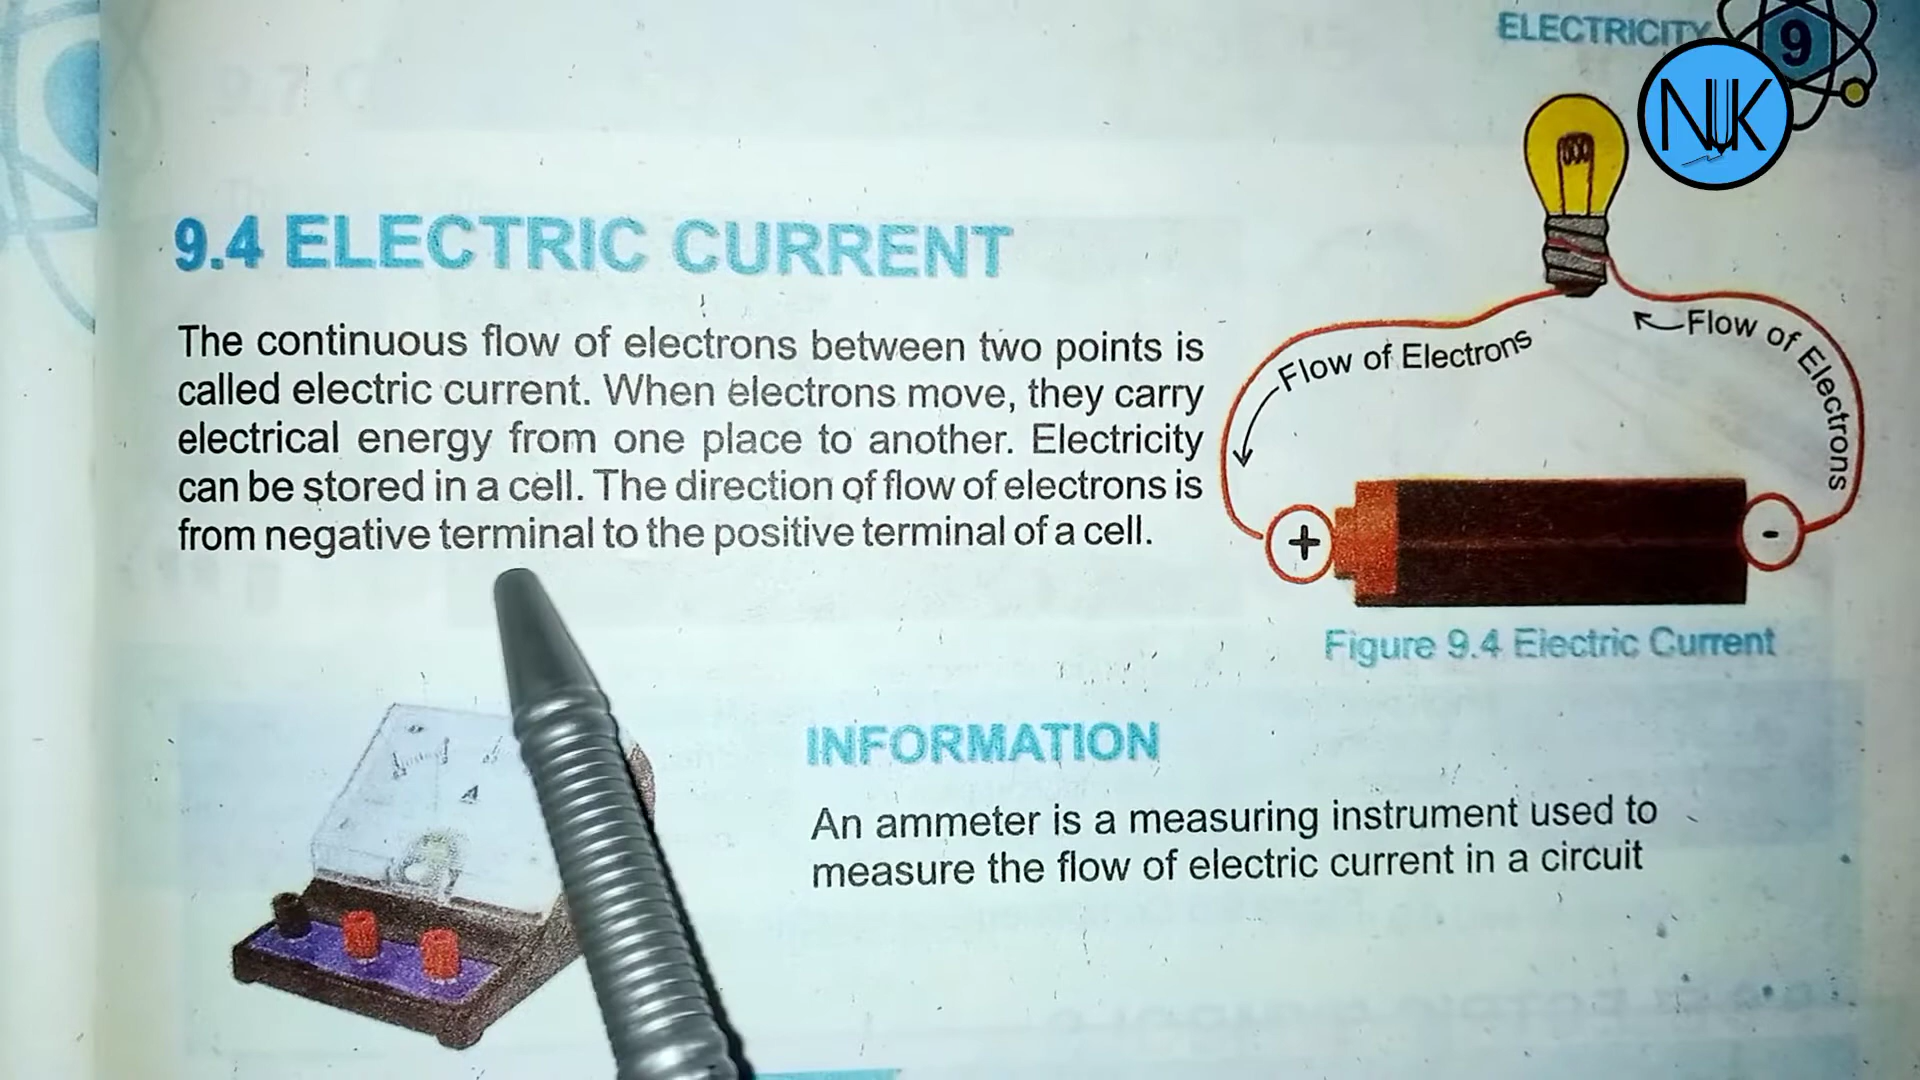 ELECTRICITY
9
NUK
9.4 ELECTRIC CURRENT
The continuous flow of electrons between two points is
called electric current. When electrons move, they carry
electrical energy from one place to another. Electricity
can be stored in a cell. The direction of flow of electrons is
from negative terminal to the positive terminal of a cell.
Flow of Electrons
Flow of Electrons
+
-
Figure 9.4 Electric Current
A
INFORMATION
An ammeter is a measuring instrument used to
measure the flow of electric current in a circuit